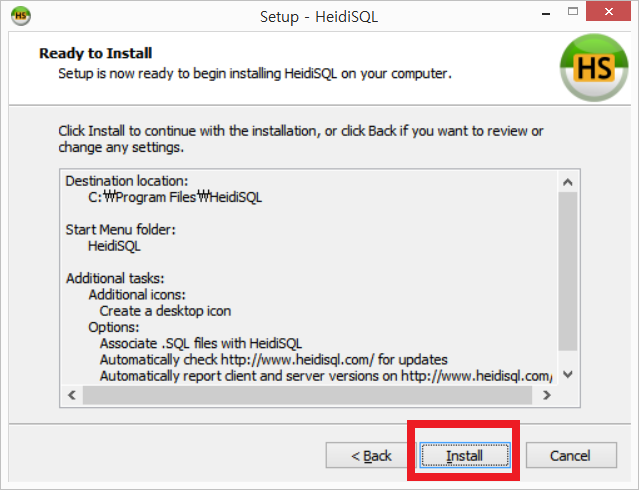 HS
Setup - HeidiSQL
Ready to Install
Setup is now ready to begin installing HeidiSQL on your computer.
HS
Click Install to continue with the installation, or click Back if you want to review or
change any settings.
Destination location:
C:₩Program Files₩HeidiSQL
Start Menu folder:
HeidiSQL
Additional tasks:
Additional icons:
Create a desktop icon
Options:
Associate .SQL files with HeidiSQL
Automatically check http://www.heidisql.com/ for updates
Automatically report client and server versions on http://www.heidisql.com/
< Back
Install
Cancel